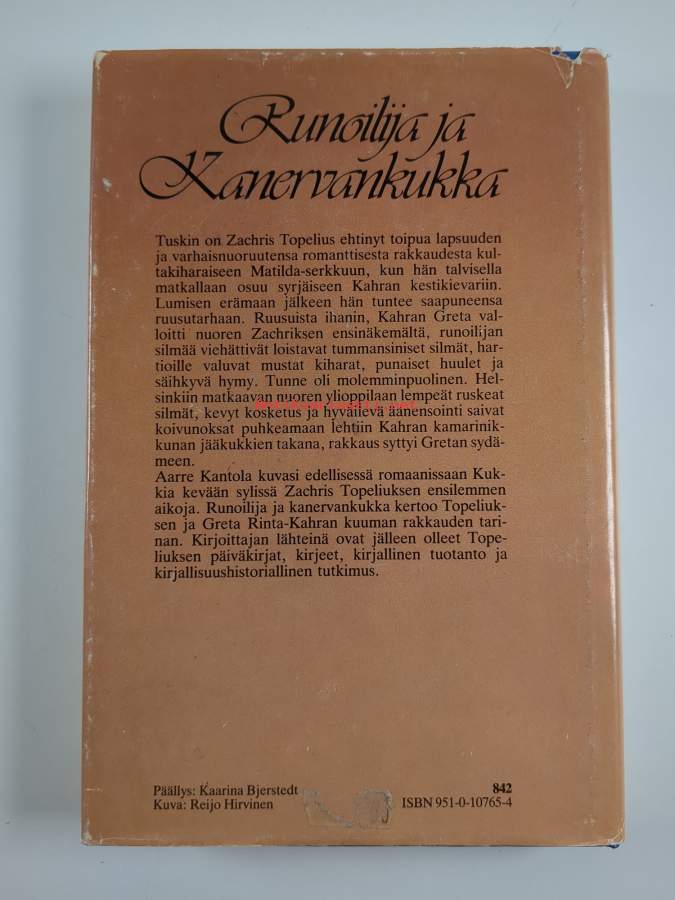 Runoilija ja
Kanervankukka
Tuskin on Zachris Topelius ehtinyt toipua lapsuuden
ja varhaisnuoruutensa romanttisesta rakkaudesta kul-
takiharaiseen Matilda-serkkuun, kun hän talvisella
matkallaan osuu syrjäiseen Kahran kestikievariin.
Lumisen erämaan jälkeen hän tuntee saapuneensa
ruusutarhaan. Ruusuista ihanin, Kahran Greta val-
loitti nuoren Zachriksen ensinäkemältä, runoilijan
silmää viehättivät loistavat tummansiniset silmät, har-
tioille valuvat mustat kiharat, punaiset huulet ja
säihkyvä hymy. Tunne oli molemminpuolinen. Hel-
sinkiin matkaavan nuoren ylioppilaan lempeät ruskeat
silmät, kevyt kosketus ja hyväilevä äänensointi saivat
koivunoksat puhkeamaan lehtiin Kahran kamarinik-
kunan jääkukkien takana, rakkaus syttyi Gretan sydä-
meen.
Aarre Kantola kuvasi edellisessä romaanissaan Kuk-
kia kevään sylissä Zachris Topeliuksen ensilemmen
aikoja. Runoilija ja kanervankukka kertoo Topeliuk-
sen ja Greta Rinta-Kahran kuuman rakkauden tari-
nan. Kirjoittajan lähteinä ovat jälleen olleet Tope-
liuksen päiväkirjat, kirjeet, kirjallinen tuotanto ja
kirjallisuushistoriallinen tutkimus.
Päällys: Kaarina Bjerstedt
Kuva: Reijo Hirvinen
842
ISBN 951-0-10765-4